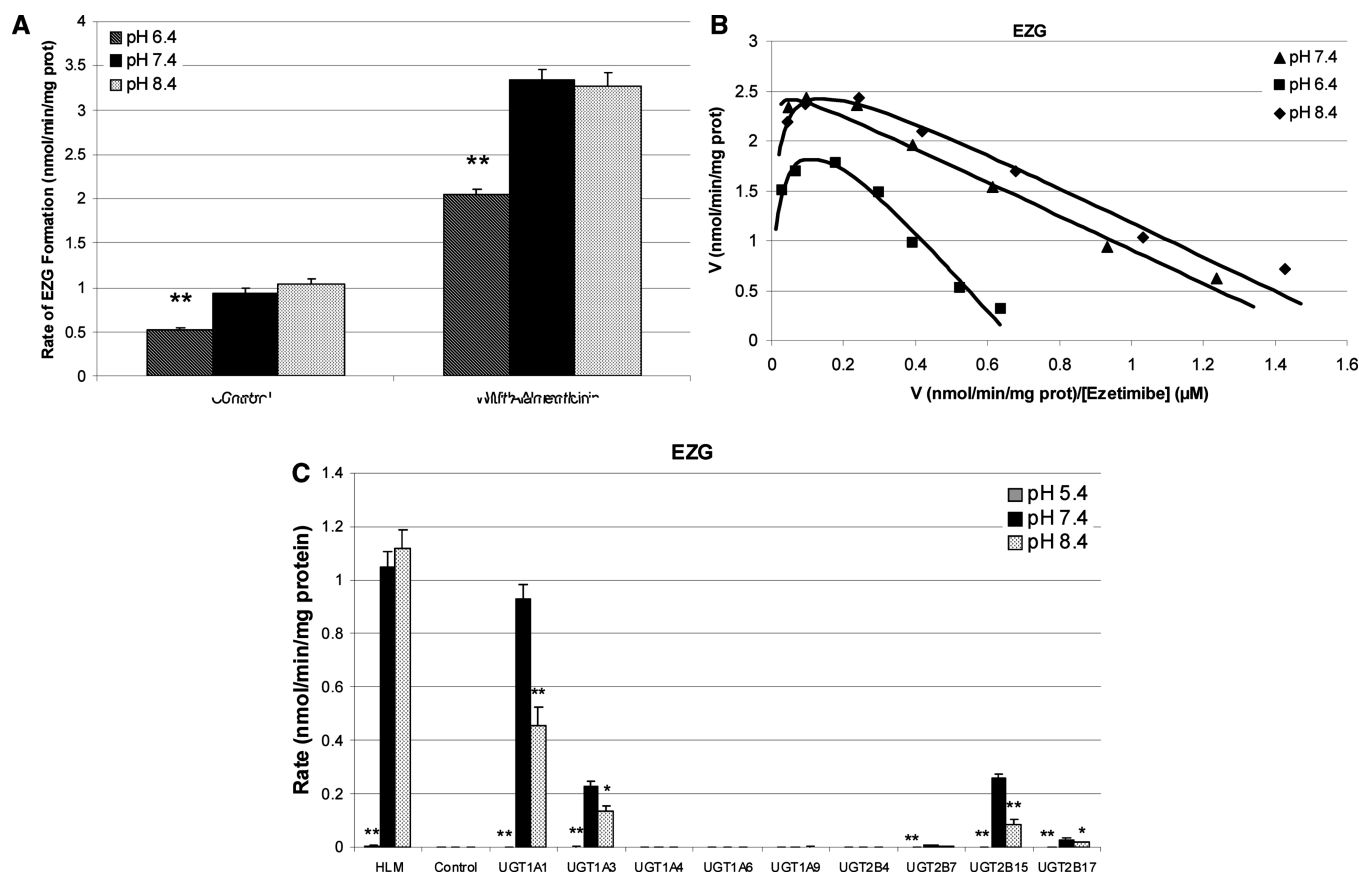 A
Rate of EZG Formation (nmol/min/mg prot)
4
3.5
3
2.5
2
1.5
1
0.5
0
pH 6.4
pH 7.4
pH 8.4
**
**
B
EZG
V (nmol/min/mg prot)
3
2.5
2
1.5
1
0.5
0
pH 7.4
pH 6.4
pH 8.4
0 0.2 0.4 0.6 0.8 1 1.2 1.4 1.6
V (nmol/min/mg prot)/[Ezetimibe] (µM)
C
EZG
Rate (nmol/min/mg protein)
1.4
1.2
1
0.8
0.6
0.4
0.2
0
pH 5.4
pH 7.4
pH 8.4
** ** ** ** * ** ** ** ** *
HLM Control UGT1A1 UGT1A3 UGT1A4 UGT1A6 UGT1A9 UGT2B4 UGT2B7 UGT2B15 UGT2B17